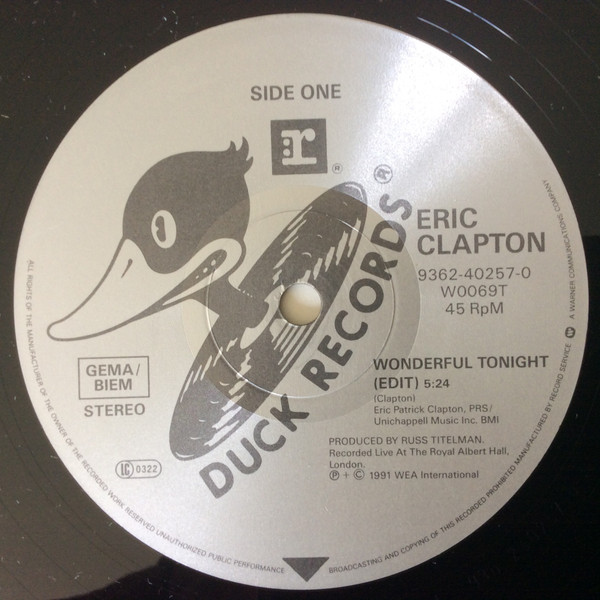 SIDE ONE
r ®
DUCK RECORDS ®
ERIC
CLAPTON
9362-40257-0
W0069T
45 RpM
GEMA/
BIEM
STEREO
LC 0322
WONDERFUL TONIGHT
(EDIT) 5:24
(Clapton)
Eric Patrick Clapton, PRS/
Unichappell Music Inc. BMI
PRODUCED BY RUSS TITELMAN.
Recorded Live At The Royal Albert Hall,
London.
℗ + © 1991 WEA International
ALL RIGHTS OF THE MANUFACTURER OF THE OWNER OF THE RECORDED WORK RESERVED UNAUTHORIZED PUBLIC PERFORMANCE BROADCASTING AND COPYING OF THIS RECORDED PROHIBITED MANUFACTURED BY RECORD SERVICE A WARNER COMMUNICATIONS COMPANY